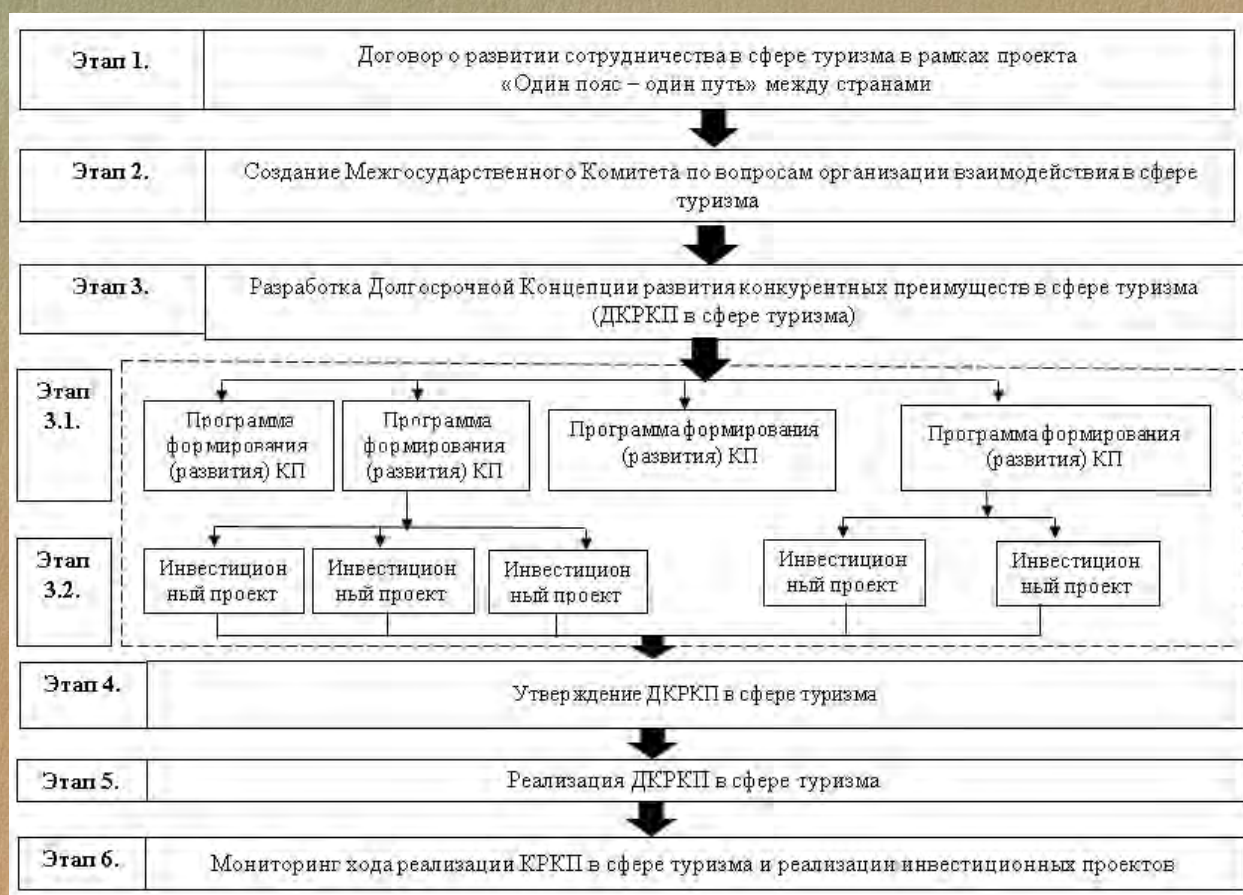 Этап 1.
Договор о развитии сотрудничества в сфере туризма в рамках проекта
«Один пояс – один путь» между странами
Этап 2.
Создание Межгосударственного Комитета по вопросам организации взаимодействия в сфере
туризма
Этап 3.
Разработка Долгосрочной Концепции развития конкурентных преимуществ в сфере туризма
(ДКРКП в сфере туризма)
Этап
3.1.
Программа
формирования
(развития) КП
Программа
формирования
(развития) КП
Программа формирования
(развития) КП
Программа формирования
(развития) КП
Этап
3.2.
Инвестицион
ный проект
Инвестицион
ный проект
Инвестицион
ный проект
Инвестицион
ный проект
Инвестицион
ный проект
Этап 4.
Утверждение ДКРКП в сфере туризма
Этап 5.
Реализация ДКРКП в сфере туризма
Этап 6.
Мониторинг хода реализации КРКП в сфере туризма и реализации инвестиционных проектов